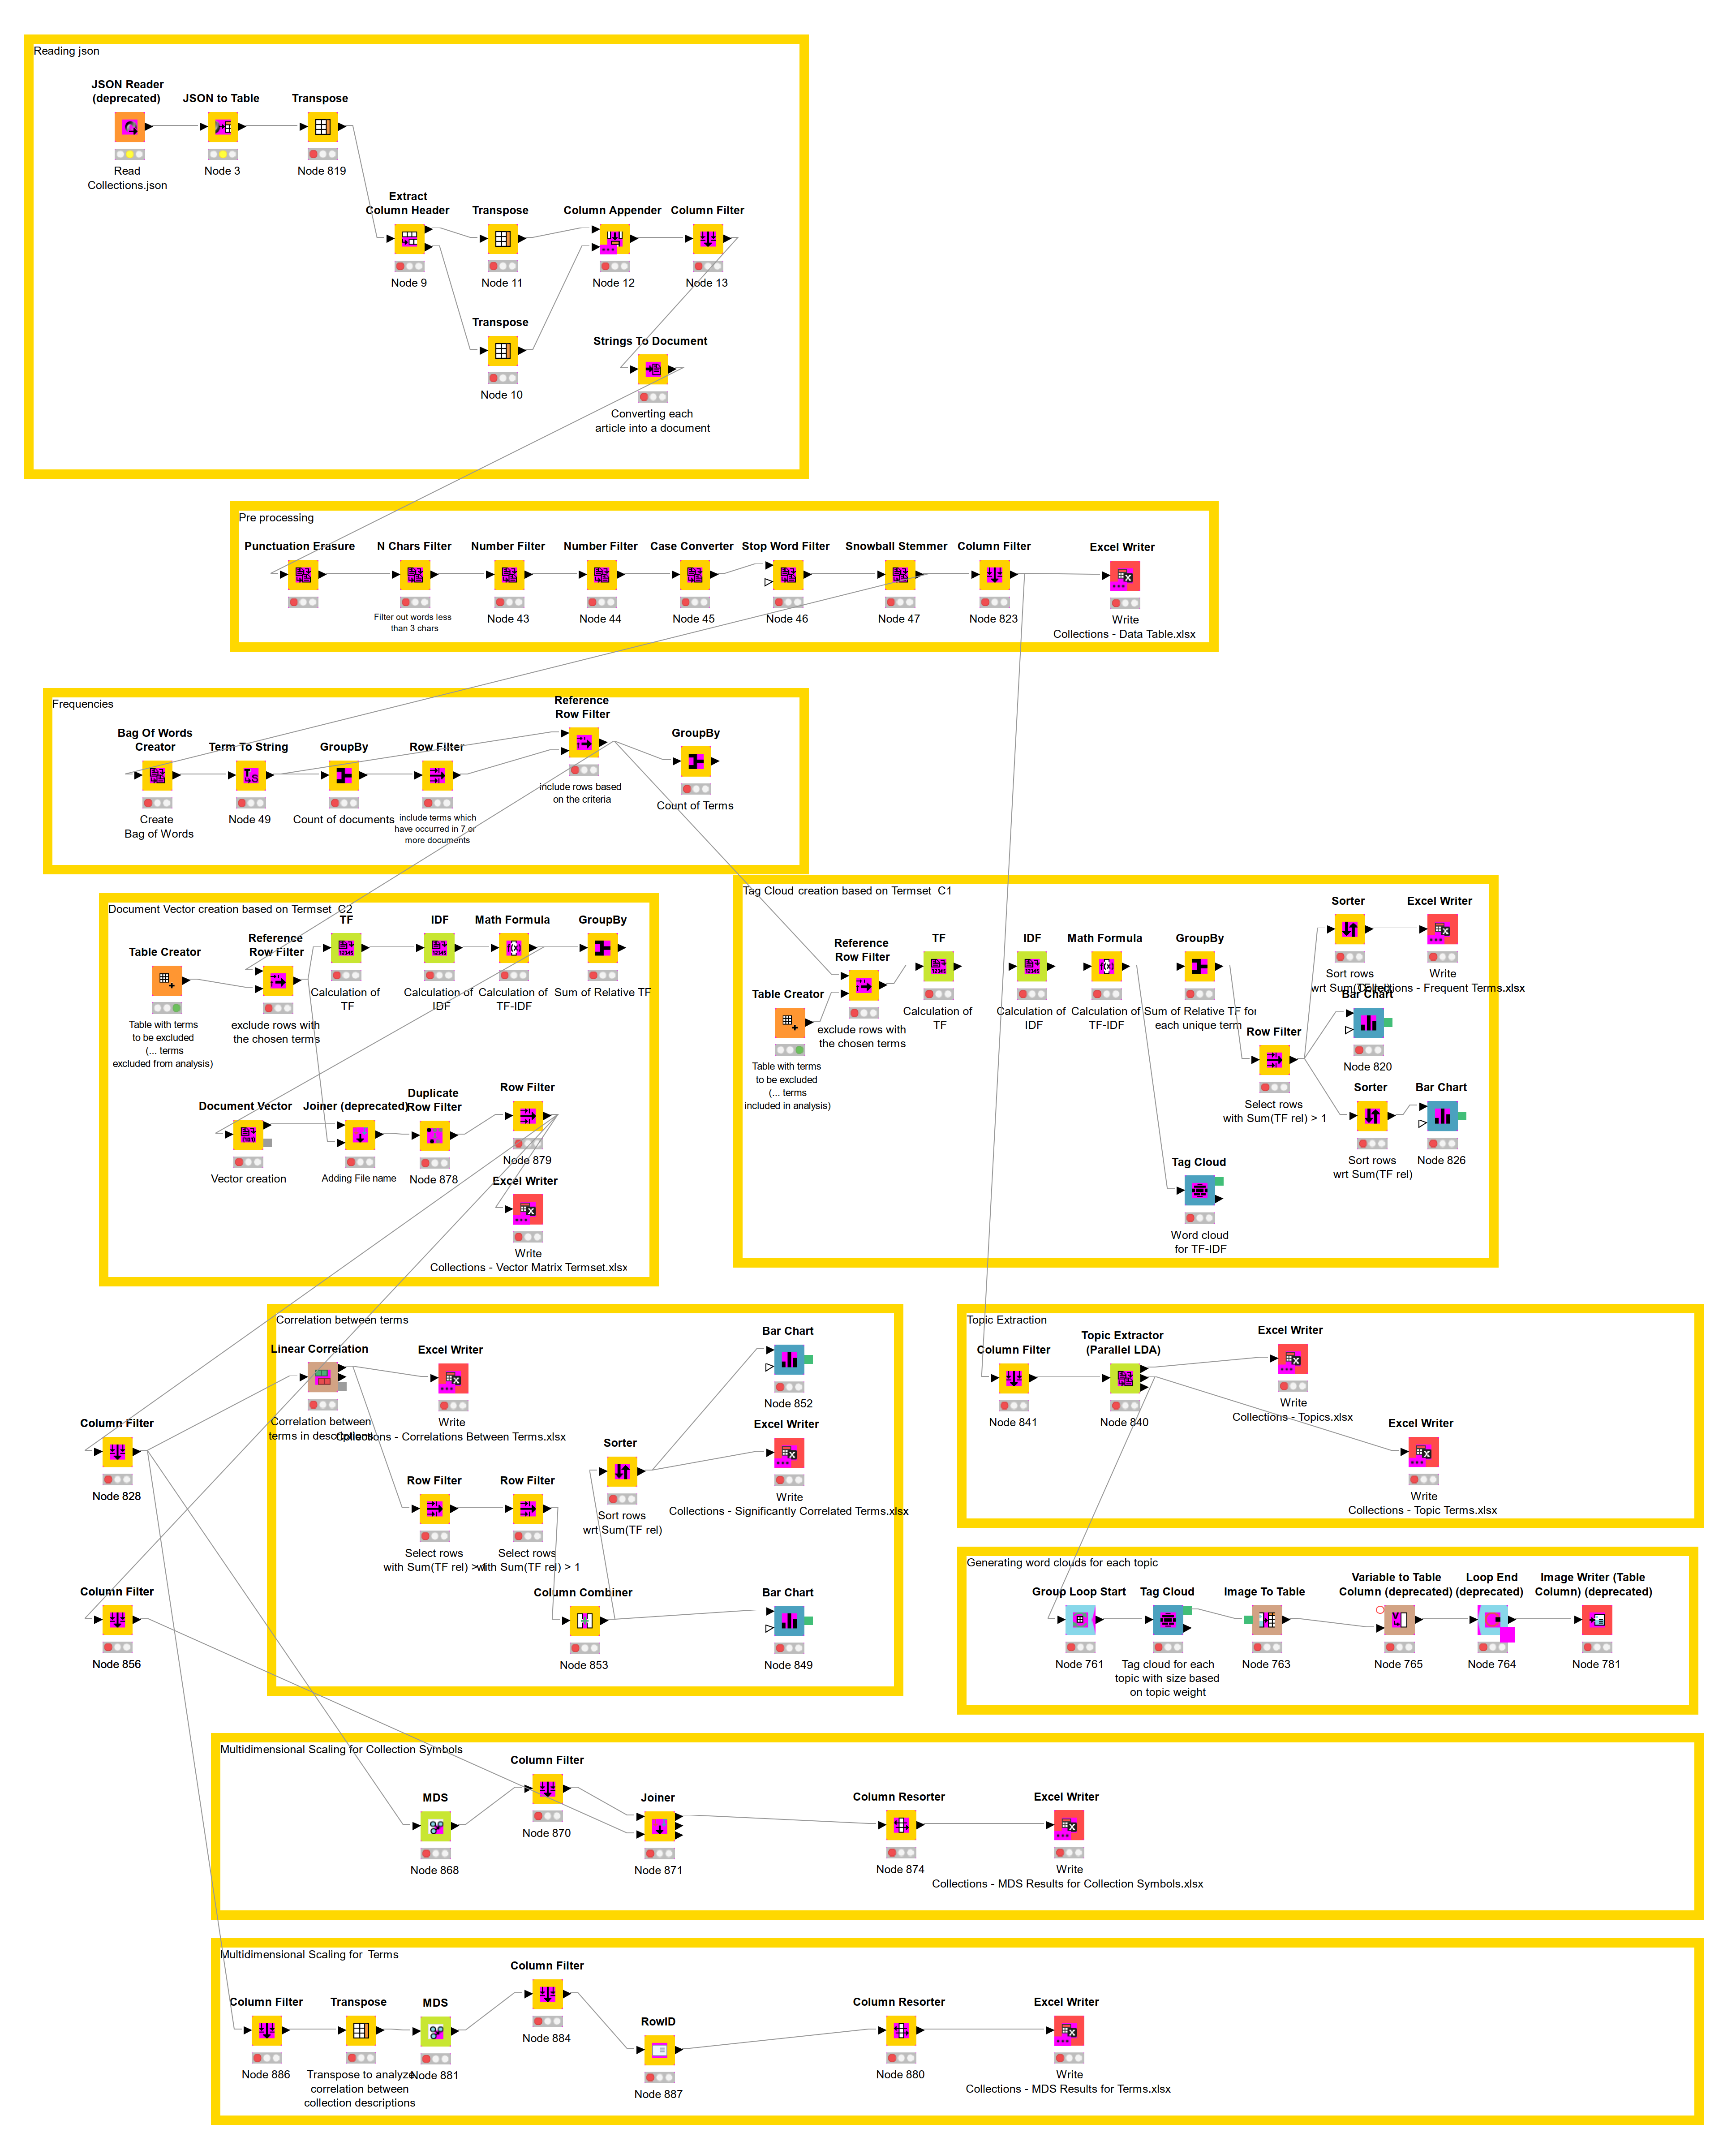 Reading json
JSON Reader
(deprecated)
JSON to Table
Transpose
Read
Collections.json
Node 3
Node 819
Extract
Column Header
Transpose
Column Appender
Column Filter
Node 9
Node 11
Node 12
Node 13
Transpose
Node 10
Strings To Document
Converting each
article into a document
Pre processing
Punctuation Erasure
N Chars Filter
Number Filter
Number Filter
Case Converter
Stop Word Filter
Snowball Stemmer
Column Filter
Excel Writer
Filter out words less
than 3 chars
Node 43
Node 44
Node 45
Node 46
Node 47
Node 823
Write
Collections - Data Table.xlsx
Frequencies
Bag Of Words
Creator
Term To String
GroupBy
Row Filter
Reference
Row Filter
GroupBy
Create
Bag of Words
Node 49
Count of documents
include terms which
have occurred in 7 or
more documents
include rows based
on the criteria
Count of Terms
Document Vector creation based on Termset C2
Table Creator
Reference
Row Filter
TF
IDF
Math Formula
GroupBy
Table with terms
to be excluded
(... terms
excluded from analysis)
exclude rows with
the chosen terms
Calculation of
TF
Calculation of
IDF
Calculation of
TF-IDF
Sum of Relative TF
Document Vector
Joiner (deprecated)
Duplicate
Row Filter
Row Filter
Vector creation
Adding File name
Node 878
Node 879
Excel Writer
Write
Collections - Vector Matrix Termset.xlsx
Tag Cloud creation based on Termset C1
Table Creator
Reference
Row Filter
TF
IDF
Math Formula
GroupBy
Table with terms
to be excluded
(... terms
included in analysis)
exclude rows with
the chosen terms
Calculation of
TF
Calculation of
IDF
Calculation of
TF-IDF
Sum of Relative TF for
each unique term
Row Filter
Select rows
with Sum(TF rel) > 1
Sorter
Sort rows
Excel Writer
Write
Collections - Frequent Terms.xlsx
Bar Chart
Node 820
Sorter
Sort rows
wrt Sum(TF rel)
Bar Chart
Node 826
Tag Cloud
Word cloud
for TF-IDF
Correlation between terms
Linear Correlation
Correlation between
terms in descriptions
Excel Writer
Write
Collections - Correlations Between Terms.xlsx
Bar Chart
Node 852
Column Filter
Node 828
Row Filter
Select rows
with Sum(TF rel) > 1
Row Filter
Select rows
with Sum(TF rel) > 1
Sorter
Sort rows
wrt Sum(TF rel)
Excel Writer
Write
Collections - Significantly Correlated Terms.xlsx
Column Filter
Node 856
Column Combiner
Node 853
Bar Chart
Node 849
Topic Extraction
Column Filter
Node 841
Topic Extractor
(Parallel LDA)
Node 840
Excel Writer
Write
Collections - Topics.xlsx
Excel Writer
Write
Collections - Topic Terms.xlsx
Generating word clouds for each topic
Group Loop Start
Tag Cloud
Image To Table
Variable to Table
Column (deprecated)
Loop End
(deprecated)
Image Writer (Table
Column) (deprecated)
Node 761
Tag cloud for each
topic with size based
on topic weight
Node 763
Node 765
Node 764
Node 781
Multidimensional Scaling for Collection Symbols
MDS
Node 868
Column Filter
Node 870
Joiner
Node 871
Column Resorter
Node 874
Excel Writer
Write
Collections - MDS Results for Collection Symbols.xlsx
Multidimensional Scaling for Terms
Column Filter
Node 886
Transpose
Transpose to analyze
correlation between
collection descriptions
MDS
Node 881
Column Filter
Node 884
RowID
Node 887
Column Resorter
Node 880
Excel Writer
Write
Collections - MDS Results for Terms.xlsx